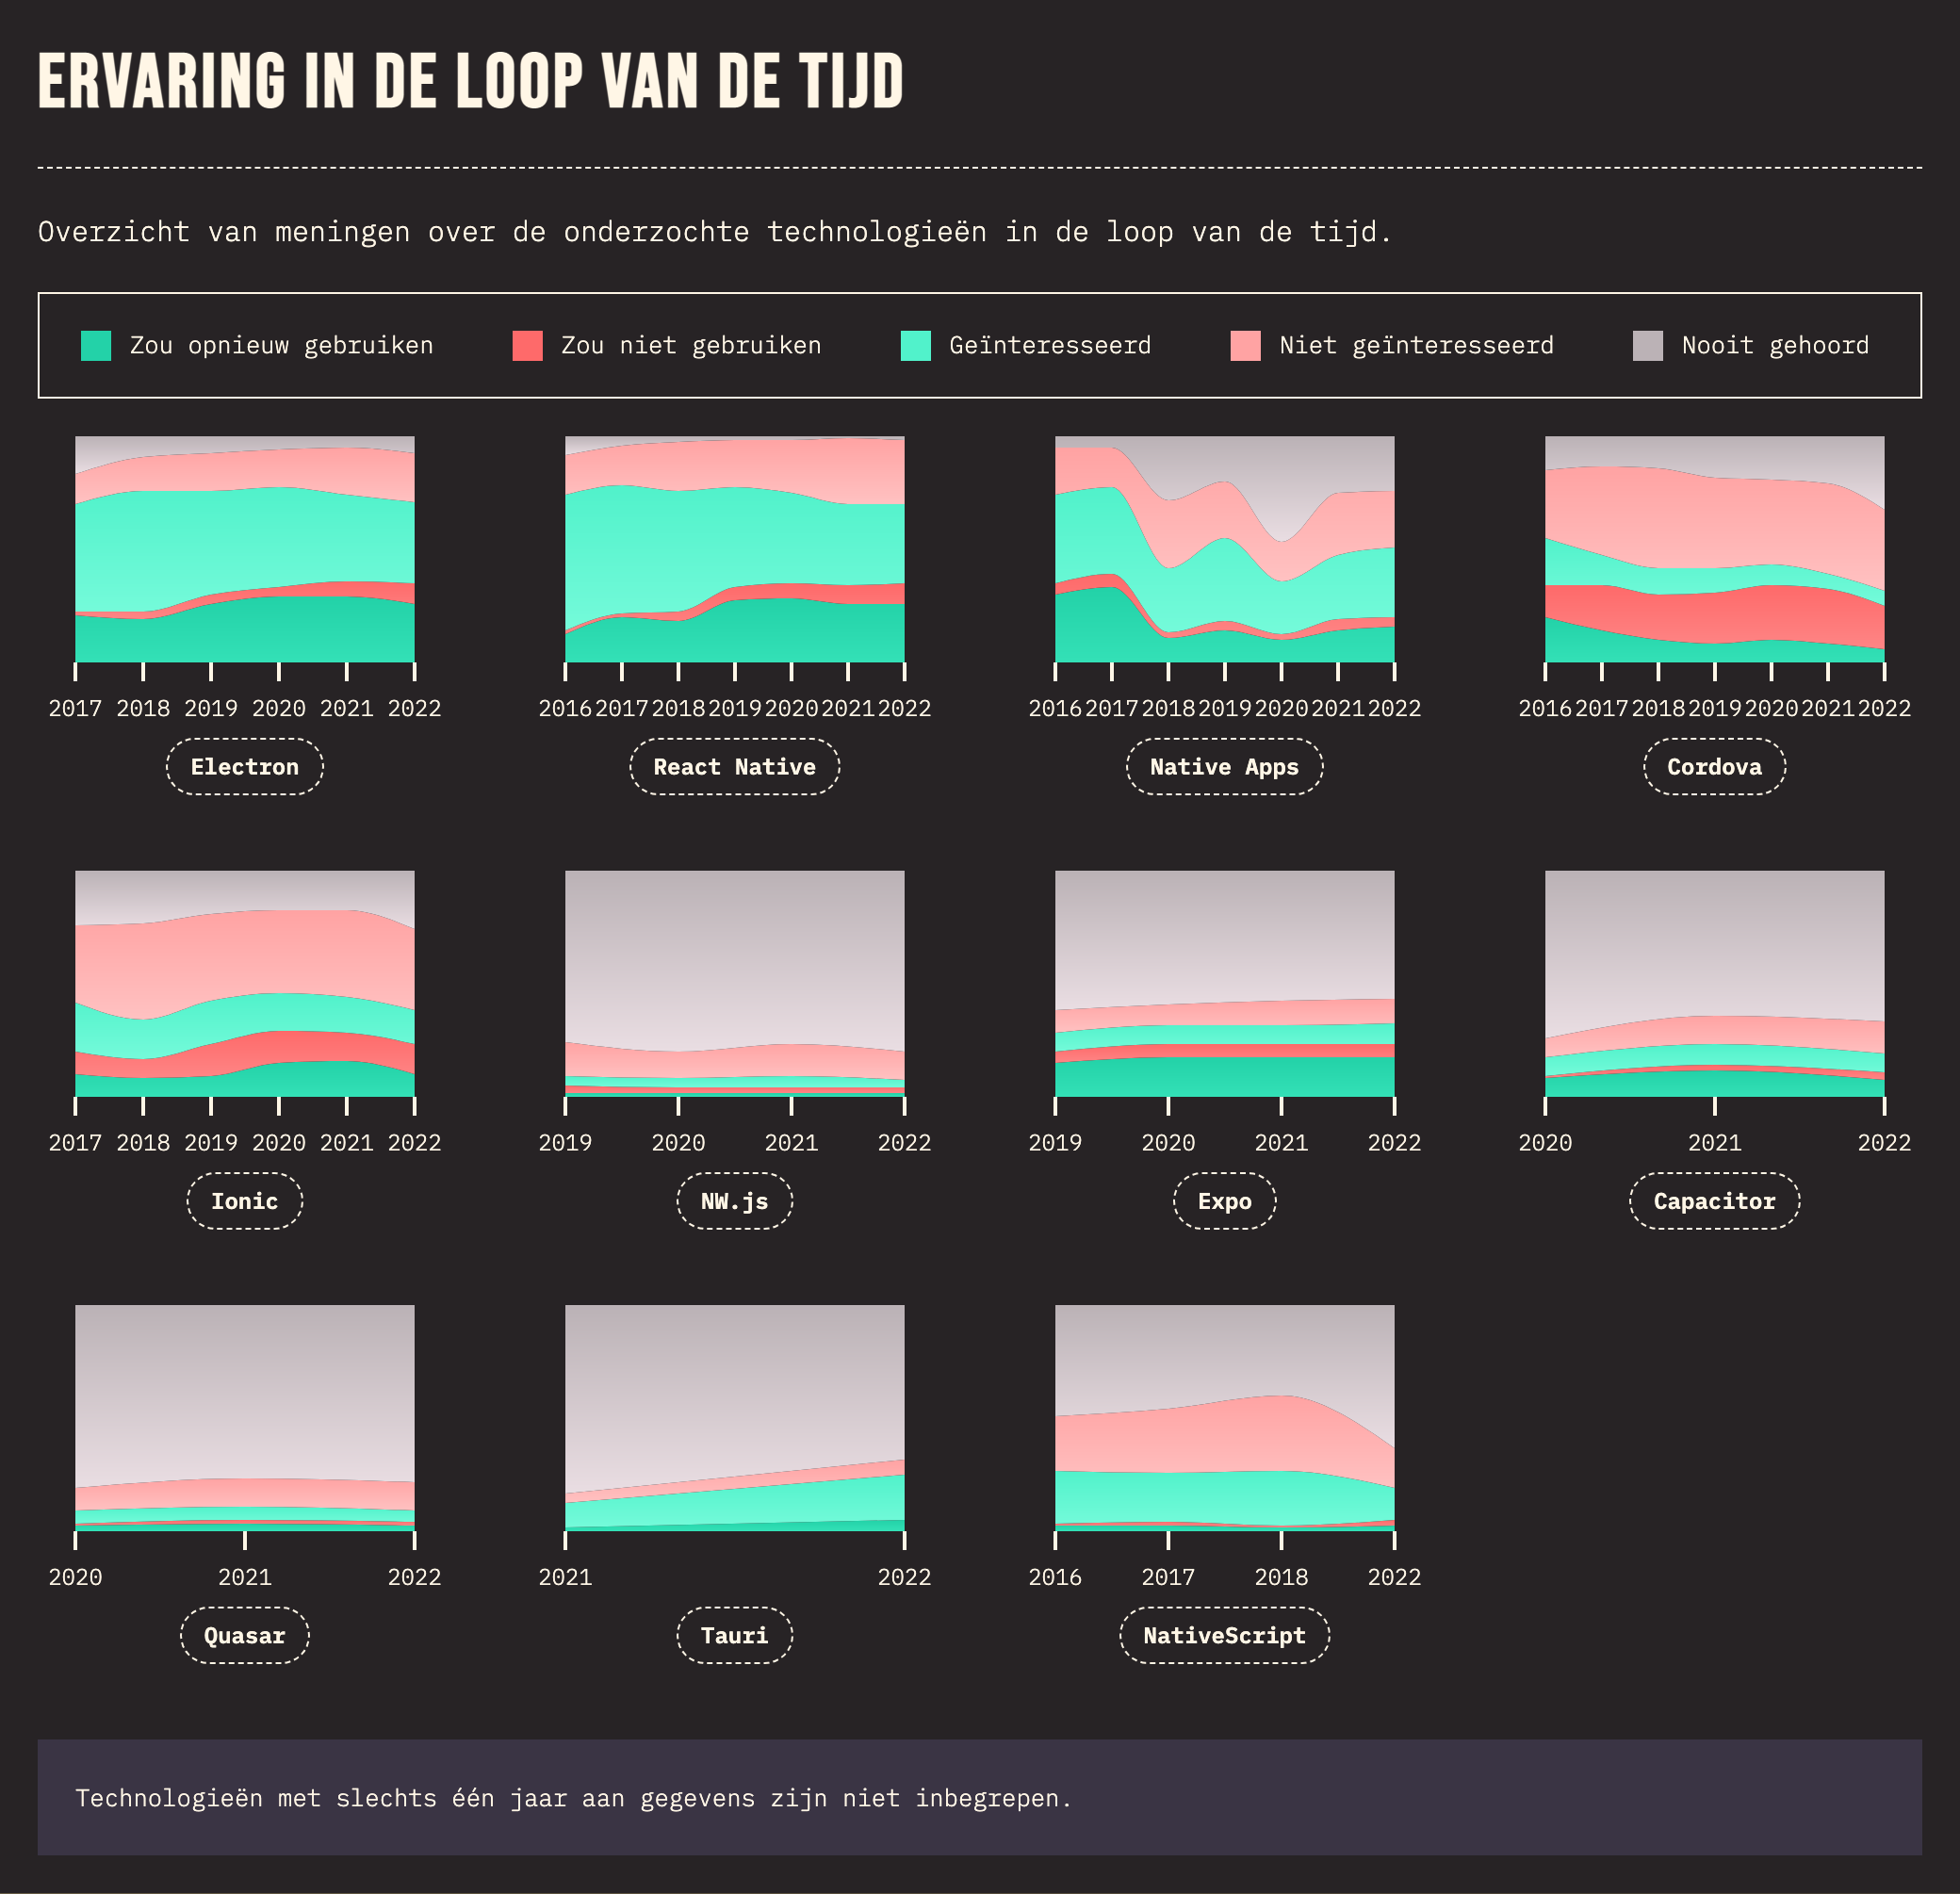 ERVARING IN DE LOOP VAN DE TIJD
Overzicht van meningen over de onderzochte technologieën in de loop van de tijd.
Zou opnieuw gebruiken Zou niet gebruiken Geïnteresseerd Niet geïnteresseerd Nooit gehoord
2017 2018 2019 2020 2021 2022
Electron
2016 2017 2018 2019 2020 2021 2022
React Native
2016 2017 2018 2019 2020 2021 2022
Native Apps
2016 2017 2018 2019 2020 2021 2022
Cordova
2017 2018 2019 2020 2021 2022
Ionic
2019 2020 2021 2022
NW.js
2019 2020 2021 2022
Expo
2020 2021 2022
Capacitor
2020 2021 2022
Quasar
2021 2022
Tauri
2016 2017 2018 2022
NativeScript
Technologieën met slechts één jaar aan gegevens zijn niet inbegrepen.